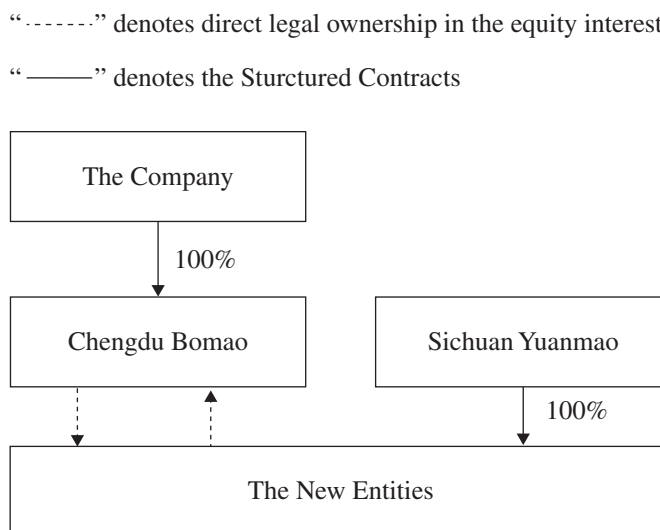 “------” denotes direct legal ownership in the equity interest
“———” denotes the Sturctured Contracts
The Company
100%
Chengdu Bomao
Sichuan Yuanmao
100%
The New Entities